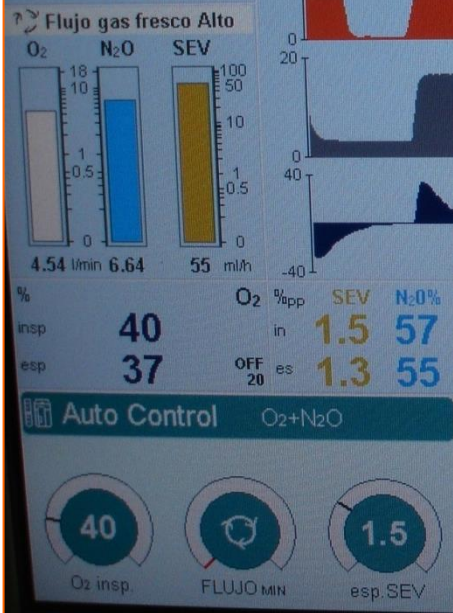 Flujo gas fresco Alto
O2 N2O SEV
18
10
1
0.5
0
100
50
10
1
0.5
0
4.54 l/min 6.64 55 ml/h
0
20
0
40
-40
% O2 %pp SEV N2O%
insp 40 in 1.5 57
esp 37 OFF 20 es 1.3 55
Auto Control O2+N2O
40 1.5
O2 insp. FLUJO MIN esp.SEV